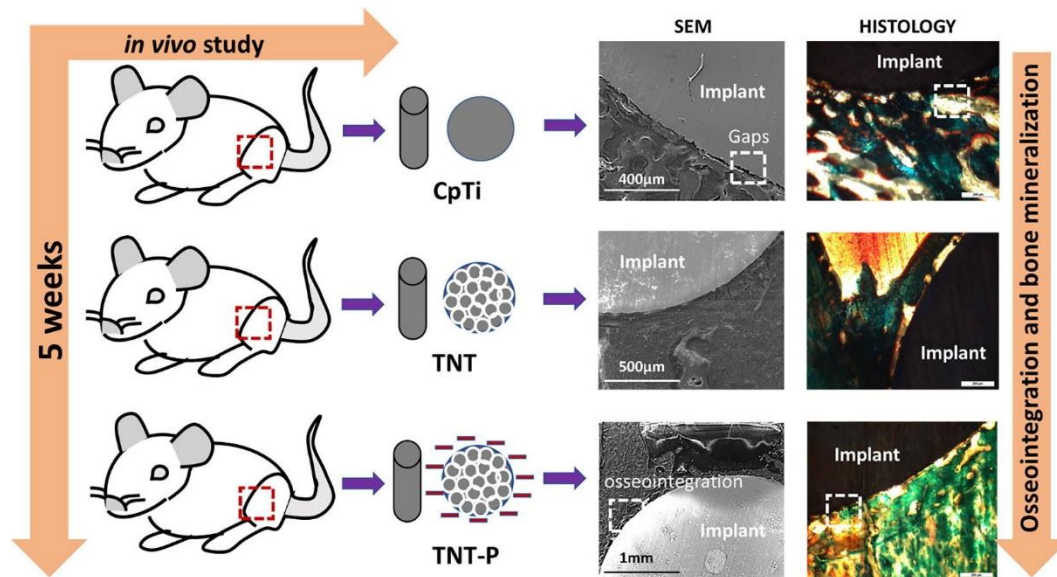 in vivo study
SEM
HISTOLOGY
Implant
Gaps
400µm
Implant
CpTi
5 weeks
Implant
500µm
Implant
TNT
osseointegration
Implant
1mm
Implant
TNT-P
Osseointegration and bone mineralization